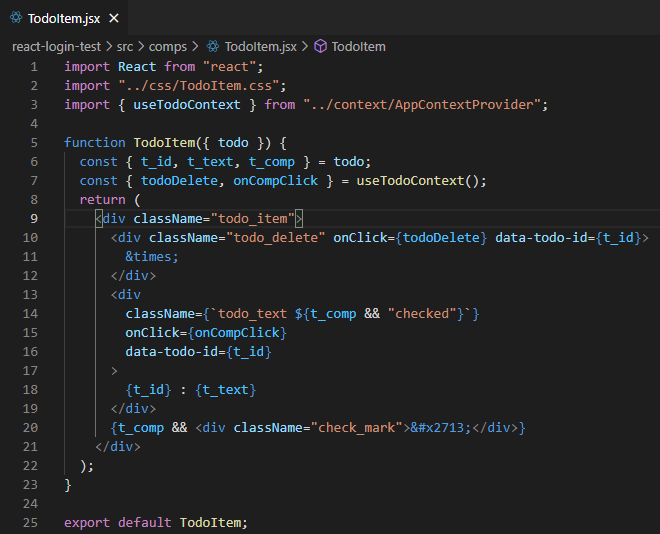 TodoItem.jsx ×
react-login-test > src > comps > TodoItem.jsx > TodoItem
1 import React from "react";
2 import "../css/TodoItem.css";
3 import { useTodoContext } from "../context/AppContextProvider";
4
5 function TodoItem({ todo }) {
6   const { t_id, t_text, t_comp } = todo;
7   const { todoDelete, onCompClick } = useTodoContext();
8   return (
9     <div className="todo_item">
10       <div className="todo_delete" onClick={todoDelete} data-todo-id={t_id}>
11         &times;
12       </div>
13       <div
14         className={`todo_text ${t_comp && "checked"}`}
15         onClick={onCompClick}
16         data-todo-id={t_id}
17       >
18         {t_id} : {t_text}
19       </div>
20       {t_comp && <div className="check_mark">&#x2713;</div>}
21     </div>
22   );
23 }
24
25 export default TodoItem;